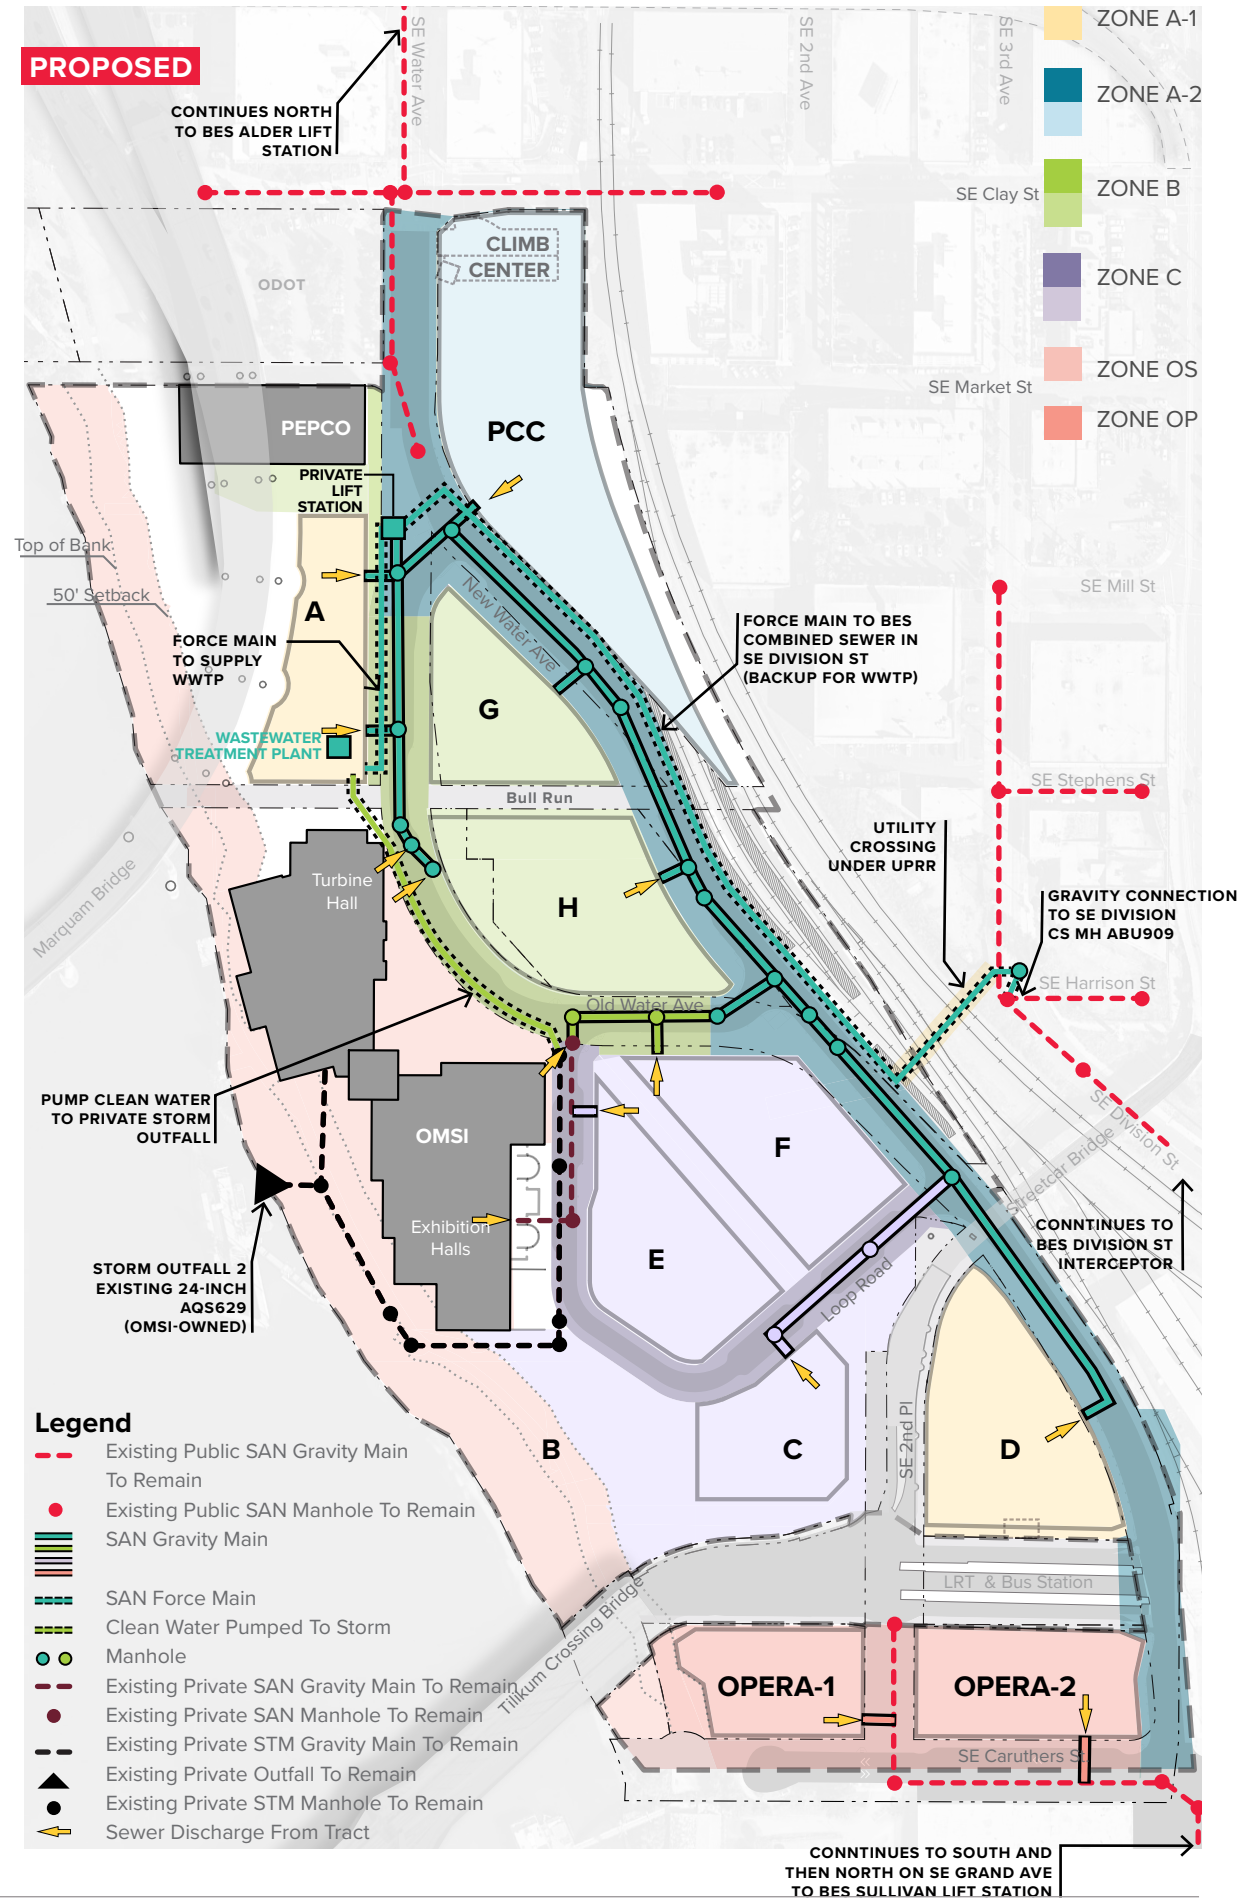 PROPOSED
SE Water Ave
SE 2nd Ave
SE 3rd Ave
ZONE A-1
ZONE A-2
ZONE B
ZONE C
ZONE OS
ZONE OP
CONTINUES NORTH
TO BES ALDER LIFT
STATION
SE Clay St
CLIMB
CENTER
ODOT
SE Market St
PEPCO
PCC
PRIVATE
LIFT
STATION
Top of Bank
50' Setback
A
SE Mill St
New Water Ave
FORCE MAIN
TO SUPPLY
WWTP
FORCE MAIN TO BES
COMBINED SEWER IN
SE DIVISION ST
(BACKUP FOR WWTP)
G
WASTEWATER
TREATMENT PLANT
SE Stephens St
Bull Run
UTILITY
CROSSING
UNDER UPRR
Marquam Bridge
Turbine
Hall
H
GRAVITY CONNECTION
TO SE DIVISION
CS MH ABU909
SE Harrison St
Old Water Ave
PUMP CLEAN WATER
TO PRIVATE STORM
OUTFALL
OMSI
F
SE Division St
Streetcar Bridge
Exhibition
Halls
E
CONNTINUES TO
BES DIVISION ST
INTERCEPTOR
STORM OUTFALL 2
EXISTING 24-INCH
AQS629
(OMSI-OWNED)
Loop Road
B
C
SE 2nd Pl
D
Legend
Existing Public SAN Gravity Main
To Remain
Existing Public SAN Manhole To Remain
SAN Gravity Main
SAN Force Main
Clean Water Pumped To Storm
Manhole
Existing Private SAN Gravity Main To Remain
Existing Private SAN Manhole To Remain
Existing Private STM Gravity Main To Remain
Existing Private Outfall To Remain
Existing Private STM Manhole To Remain
Sewer Discharge From Tract
LRT & Bus Station
Tilikum Crossing Bridge
OPERA-1
OPERA-2
SE Caruthers St
CONNTINUES TO SOUTH AND
THEN NORTH ON SE GRAND AVE
TO BES SULLIVAN LIFT STATION